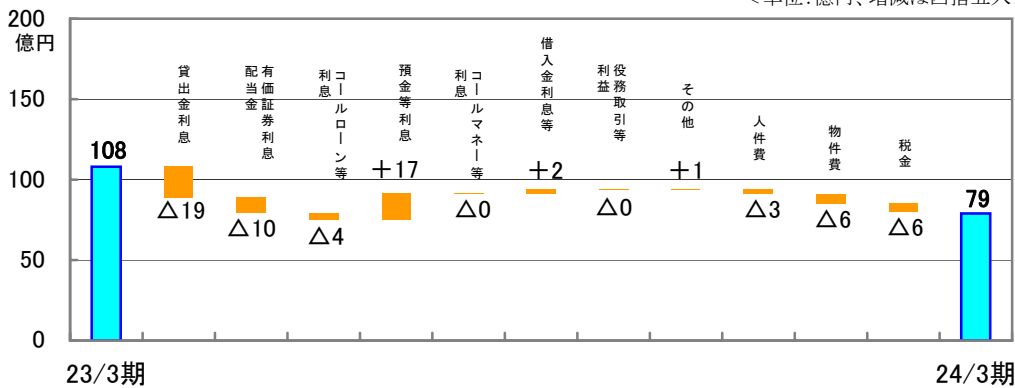 <単位:億円、増減は四捨五入
200
億円
150
100
50
0
108
貸出金利息
△19
有価証券利息
配当金
△10
コールローン等
利息
△4
預金等利息
+17
コールマネー等
利息
△0
借入金利息等
+2
役務取引等
利益
△0
その他
+1
人件費
△3
物件費
△6
税金
△6
79
23/3期
24/3期